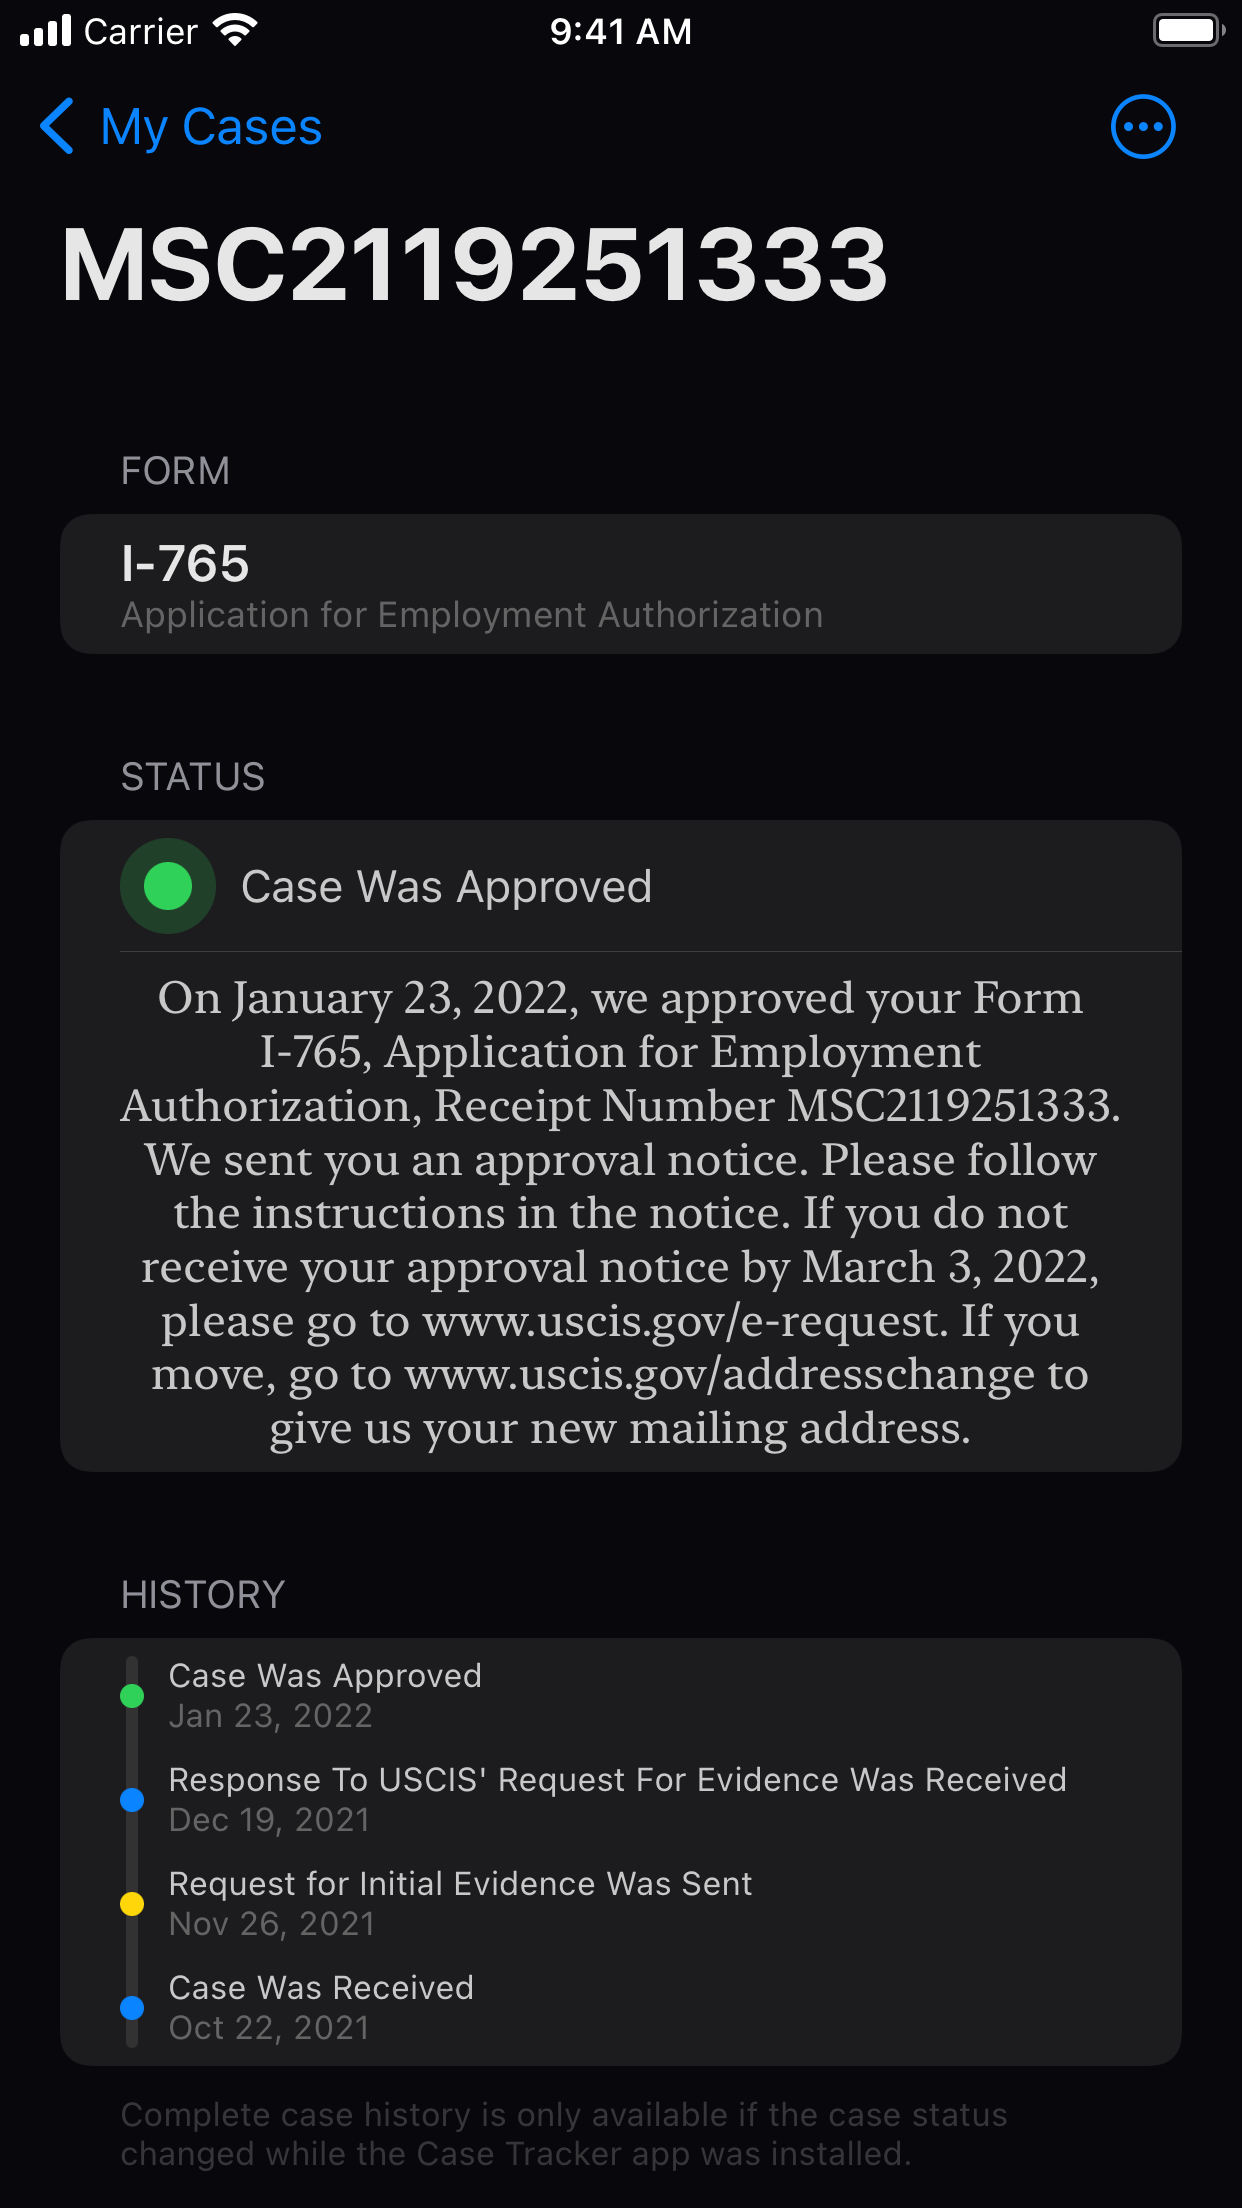 Carrier 9:41 AM
My Cases
MSC2119251333
FORM
I-765
Application for Employment Authorization
STATUS
Case Was Approved
On January 23, 2022, we approved your Form
I-765, Application for Employment
Authorization, Receipt Number MSC2119251333.
We sent you an approval notice. Please follow
the instructions in the notice. If you do not
receive your approval notice by March 3, 2022,
please go to www.uscis.gov/e-request. If you
move, go to www.uscis.gov/addresschange to
give us your new mailing address.
HISTORY
Case Was Approved
Jan 23, 2022
Response To USCIS' Request For Evidence Was Received
Dec 19, 2021
Request for Initial Evidence Was Sent
Nov 26, 2021
Case Was Received
Oct 22, 2021
Complete case history is only available if the case status
changed while the Case Tracker app was installed.